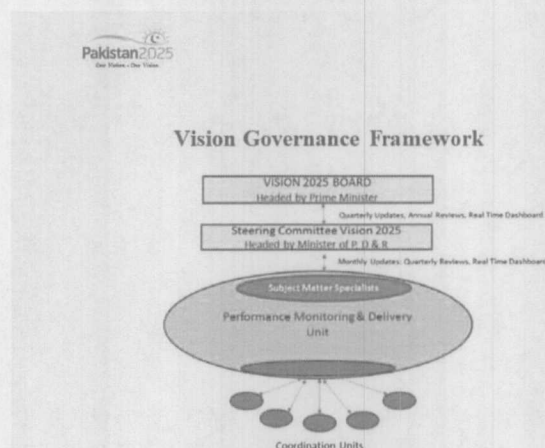 Pakistan2025
One Nation - One Vision
Vision Governance Framework
VISION 2025 BOARD
Headed by Prime Minister
Quarterly Updates, Annual Reviews, Real Time Dashboard
Steering Committee Vision 2025
Headed by Minister of P, D & R
Monthly Updates: Quarterly Reviews, Real Time Dashboard
Subject Matter Specialists
Performance Monitoring & Delivery
Unit
Coordination Units